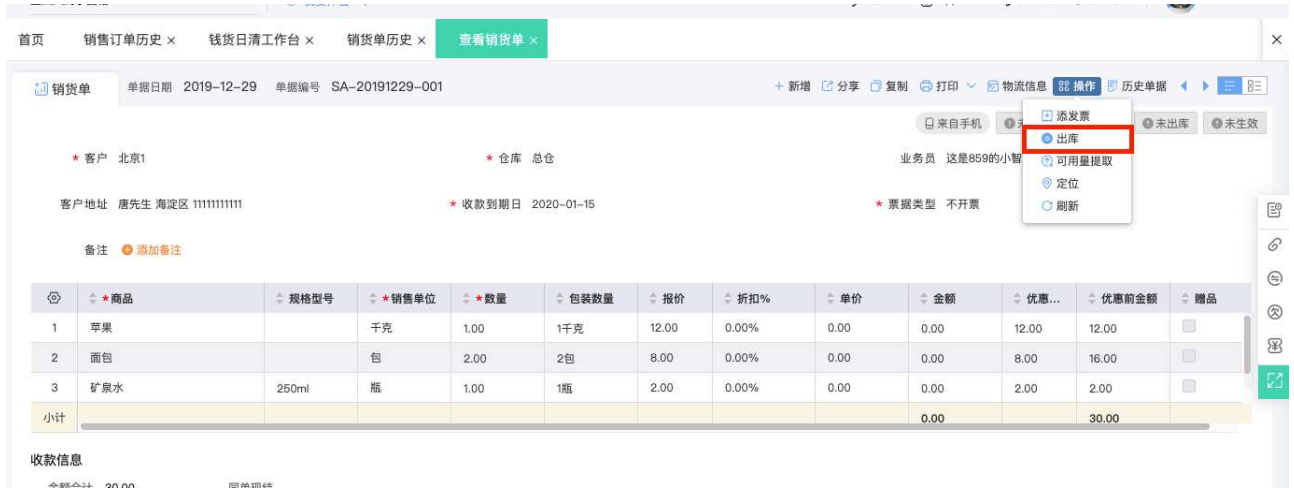 首页 销售订单历史 × 钱货日清工作台 × 销货单历史 × 查看销货单 × ×
销货单 单据日期 2019-12-29 单据编号 SA-20191229-001 + 新增 分享 复制 打印 物流信息 操作 历史单据
添发票
出库
可用量提取
定位
刷新
来自手机 未出库 未生效
* 客户 北京1 * 仓库 总仓 业务员 这是859的小智
客户地址 唐先生 海淀区 11111111111 * 收款到期日 2020-01-15 * 票据类型 不开票
备注 添加备注
*商品 规格型号 *销售单位 *数量 包装数量 报价 折扣% 单价 金额 优惠... 优惠前金额 赠品
1 苹果 千克 1.00 1千克 12.00 0.00% 0.00 0.00 12.00 12.00
2 面包 包 2.00 2包 8.00 0.00% 0.00 0.00 8.00 16.00
3 矿泉水 250ml 瓶 1.00 1瓶 2.00 0.00% 0.00 0.00 2.00 2.00
小计 0.00 30.00
收款信息
金额合计 30.00 同单现结